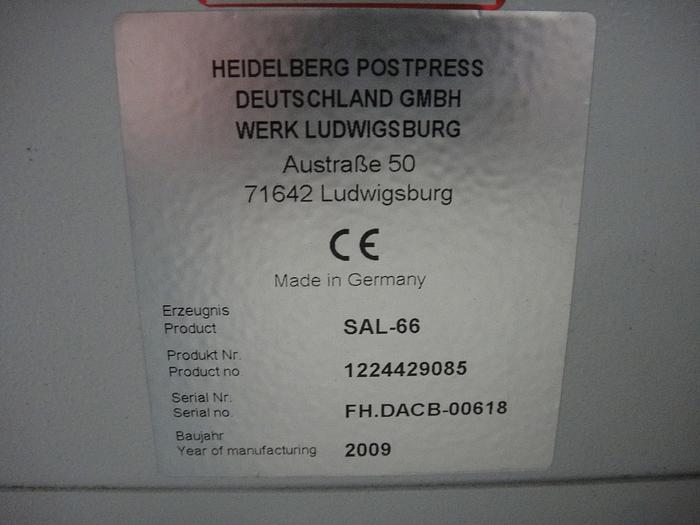 HEIDELBERG POSTPRESS
DEUTSCHLAND GMBH
WERK LUDWIGSBURG
Austraße 50
71642 Ludwigsburg
CE
Made in Germany
Erzeugnis
Product SAL-66
Produkt Nr.
Product no. 1224429085
Serial Nr.
Serial no. FH.DACB-00618
Baujahr
Year of manufacturing 2009